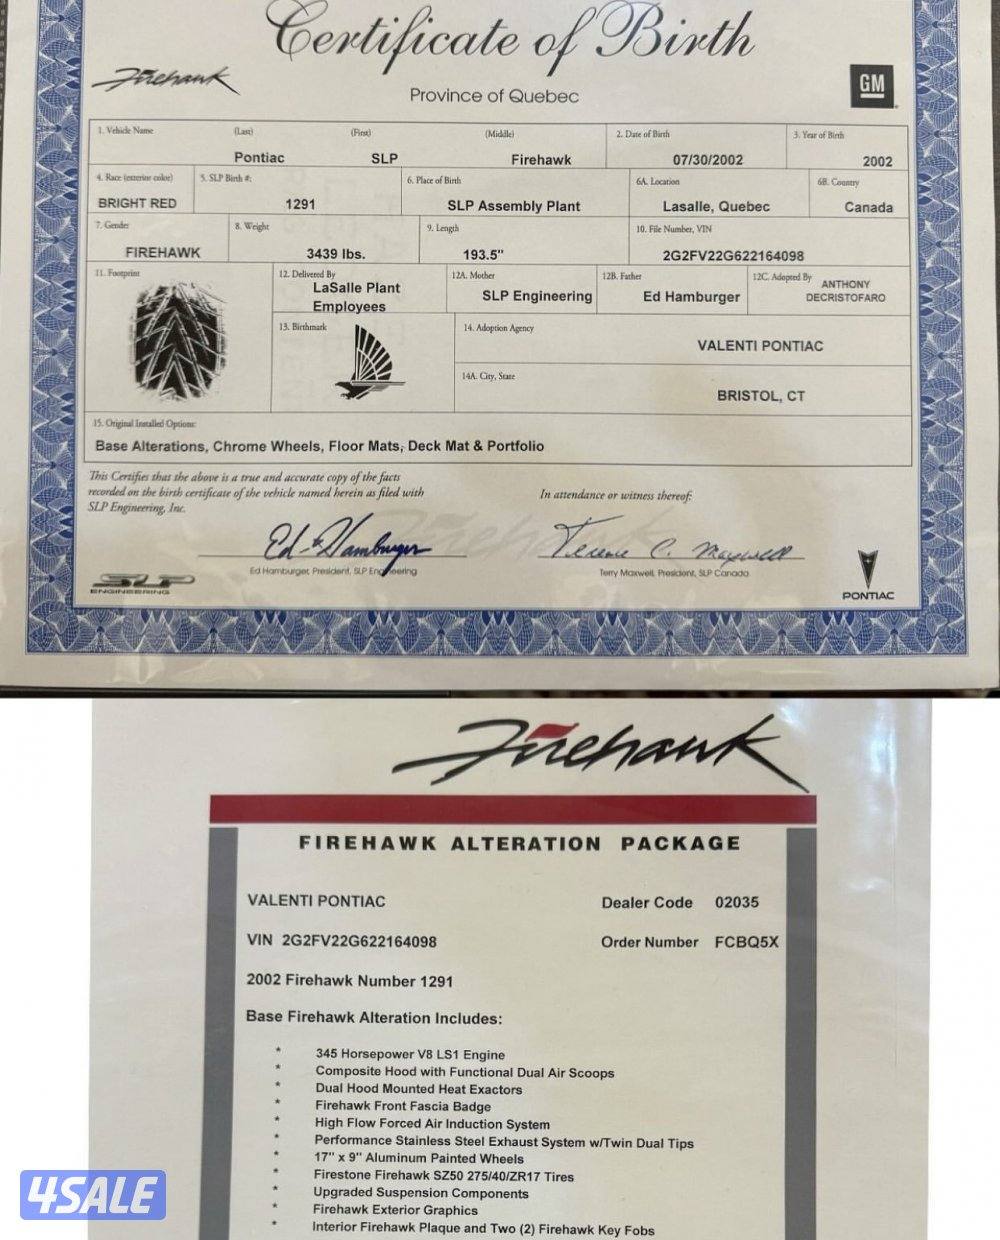 Certificate of Birth
Firehawk
Province of Quebec
GM
1. Vehicle Name (Last) (First) (Middle) 2. Date of Birth 3. Year of Birth
Pontiac SLP Firehawk 07/30/2002 2002
4. Race (exterior color) 5. SLP Birth #: 6. Place of Birth 6A. Location 6B. Country
BRIGHT RED 1291 SLP Assembly Plant Lasalle, Quebec Canada
7. Gender 8. Weight 9. Length 10. File Number, VIN
FIREHAWK 3439 lbs. 193.5" 2G2FV22G622164098
11. Footprint 12. Delivered By 12A. Mother 12B. Father 12C. Adopted By
LaSalle Plant Employees SLP Engineering Ed Hamburger ANTHONY DECRISTOFARO
13. Birthmark 14. Adoption Agency
VALENTI PONTIAC
14A. City, State
BRISTOL, CT
15. Original Installed Options:
Base Alterations, Chrome Wheels, Floor Mats, Deck Mat & Portfolio
This Certifies that the above is a true and accurate copy of the facts
recorded on the birth certificate of the vehicle named herein as filed with
SLP Engineering, Inc.
In attendance or witness thereof:
Firehawk
Ed Hamburger
Terence C. Maxwell
Ed Hamburger, President, SLP Engineering
Terry Maxwell, President, SLP Canada
SLP
ENGINEERING
PONTIAC
Firehawk
FIREHAWK ALTERATION PACKAGE
VALENTI PONTIAC Dealer Code 02035
VIN 2G2FV22G622164098 Order Number FCBQ5X
2002 Firehawk Number 1291
Base Firehawk Alteration Includes:
* 345 Horsepower V8 LS1 Engine
* Composite Hood with Functional Dual Air Scoops
* Dual Hood Mounted Heat Exactors
* Firehawk Front Fascia Badge
* High Flow Forced Air Induction System
* Performance Stainless Steel Exhaust System w/Twin Dual Tips
* 17" x 9" Aluminum Painted Wheels
* Firestone Firehawk SZ50 275/40/ZR17 Tires
* Upgraded Suspension Components
* Firehawk Exterior Graphics
* Interior Firehawk Plaque and Two (2) Firehawk Key Fobs
4SALE